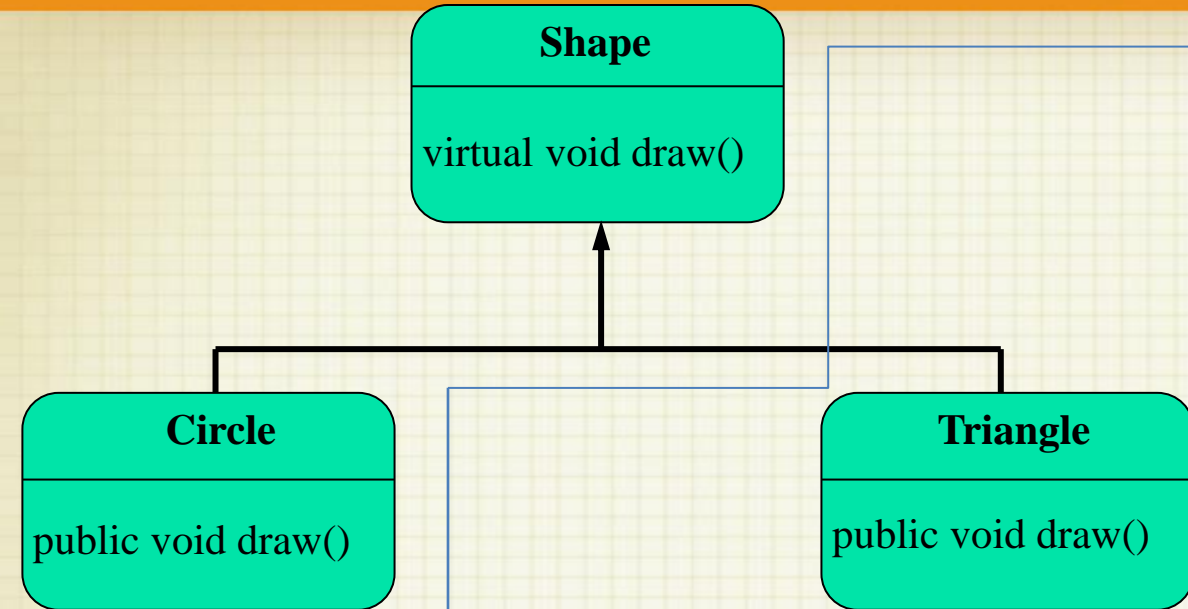 Shape
virtual void draw()
Circle
public void draw()
Triangle
public void draw()